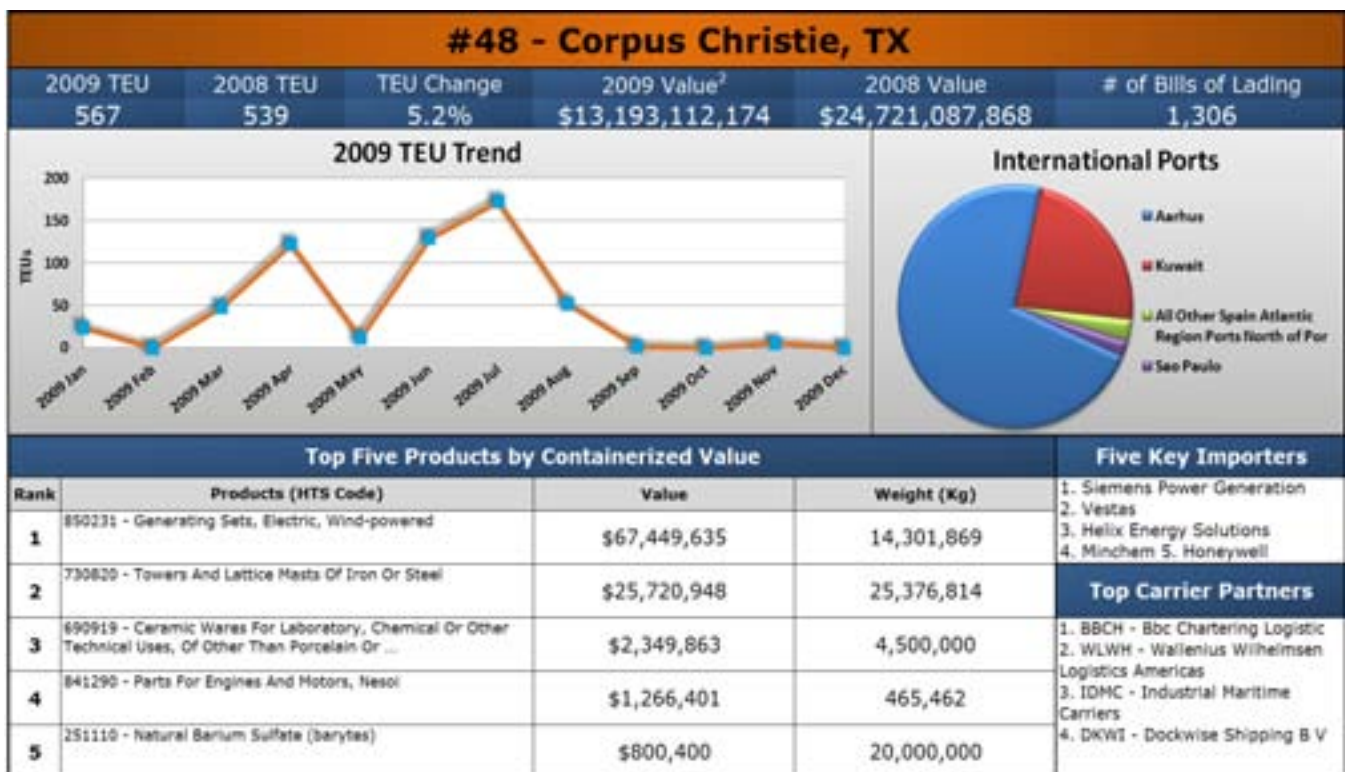 #48 - Corpus Christie, TX
2009 TEU 2008 TEU TEU Change 2009 Value² 2008 Value # of Bills of Lading
567 539 5.2% $13,193,112,174 $24,721,087,868 1,306
2009 TEU Trend
TEUs
200
150
100
50
0
2009 Jan 2009 Feb 2009 Mar 2009 Apr 2009 May 2009 Jun 2009 Jul 2009 Aug 2009 Sep 2009 Oct 2009 Nov 2009 Dec
International Ports
Aarhus
Kuwait
All Other Spain Atlantic
Region Ports North of Por
Sao Paulo
Top Five Products by Containerized Value
Rank Products (HTS Code) Value Weight (Kg)
1 850231 - Generating Sets, Electric, Wind-powered $67,449,635 14,301,869
2 730820 - Towers And Lattice Masts Of Iron Or Steel $25,720,948 25,376,814
3 690919 - Ceramic Wares For Laboratory, Chemical Or Other
Technical Uses, Of Other Than Porcelain Or ... $2,349,863 4,500,000
4 841290 - Parts For Engines And Motors, Nesoi $1,266,401 465,462
5 251110 - Natural Barium Sulfate (barytes) $800,400 20,000,000
Five Key Importers
1. Siemens Power Generation
2. Vestas
3. Helix Energy Solutions
4. Minchem S. Honeywell
Top Carrier Partners
1. BBCH - Bbc Chartering Logistic
2. WLWH - Wallenius Wilhelmsen
Logistics Americas
3. IDMC - Industrial Maritime
Carriers
4. DKWI - Dockwise Shipping B V